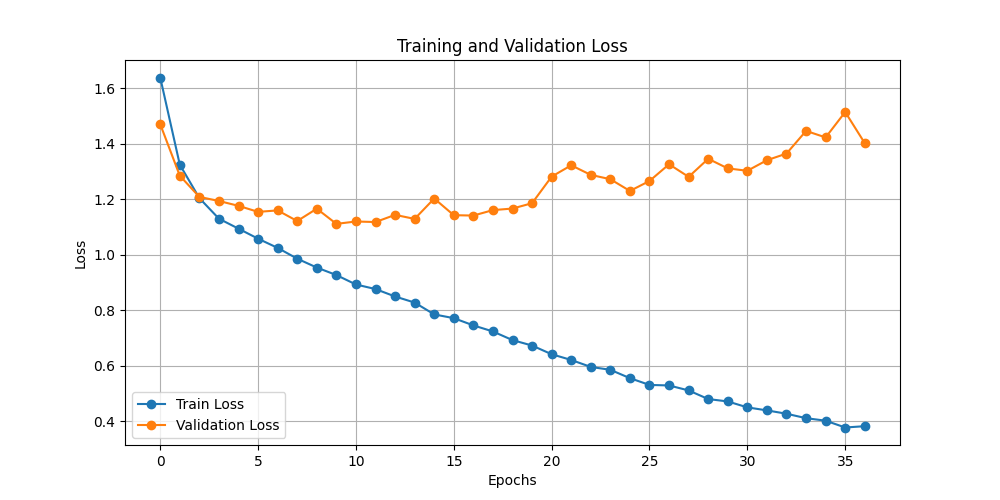 Training and Validation Loss
1.6
1.4
1.2
1.0
0.8
0.6
0.4
Loss
Train Loss
Validation Loss
0 5 10 15 20 25 30 35
Epochs